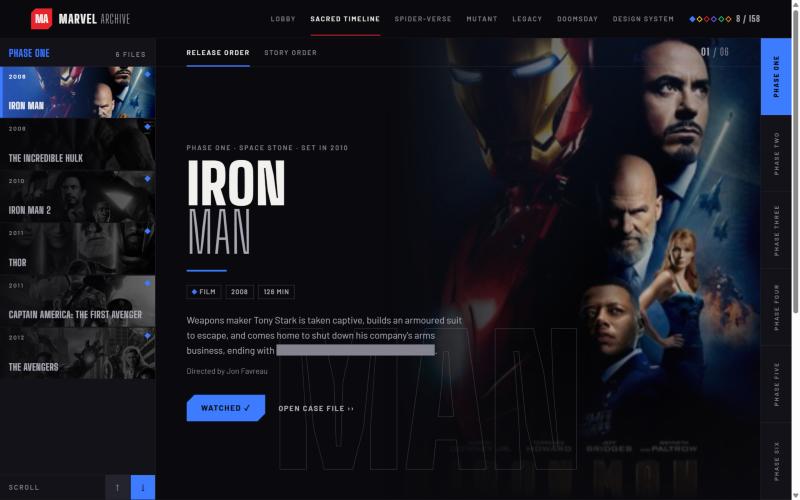 MA MARVEL ARCHIVE
LOBBY SACRED TIMELINE SPIDER-VERSE MUTANT LEGACY DOOMSDAY DESIGN SYSTEM 8 / 158
PHASE ONE 6 FILES
RELEASE ORDER STORY ORDER
01 / 06
2008
IRON MAN
2008
THE INCREDIBLE HULK
2010
IRON MAN 2
2011
THOR
2011
CAPTAIN AMERICA: THE FIRST AVENGER
2012
THE AVENGERS
SCROLL ↑ ↓
PHASE ONE · SPACE STONE · SET IN 2010
IRON
MAN
FILM 2008 126 MIN
Weapons maker Tony Stark is taken captive, builds an armoured suit
to escape, and comes home to shut down his company's arms
business, ending with .
Directed by Jon Favreau
WATCHED ✓ OPEN CASE FILE ››
MAN
HOWARD
JEFF BRIDGES
PALTROW
PHASE ONE
PHASE TWO
PHASE THREE
PHASE FOUR
PHASE FIVE
PHASE SIX